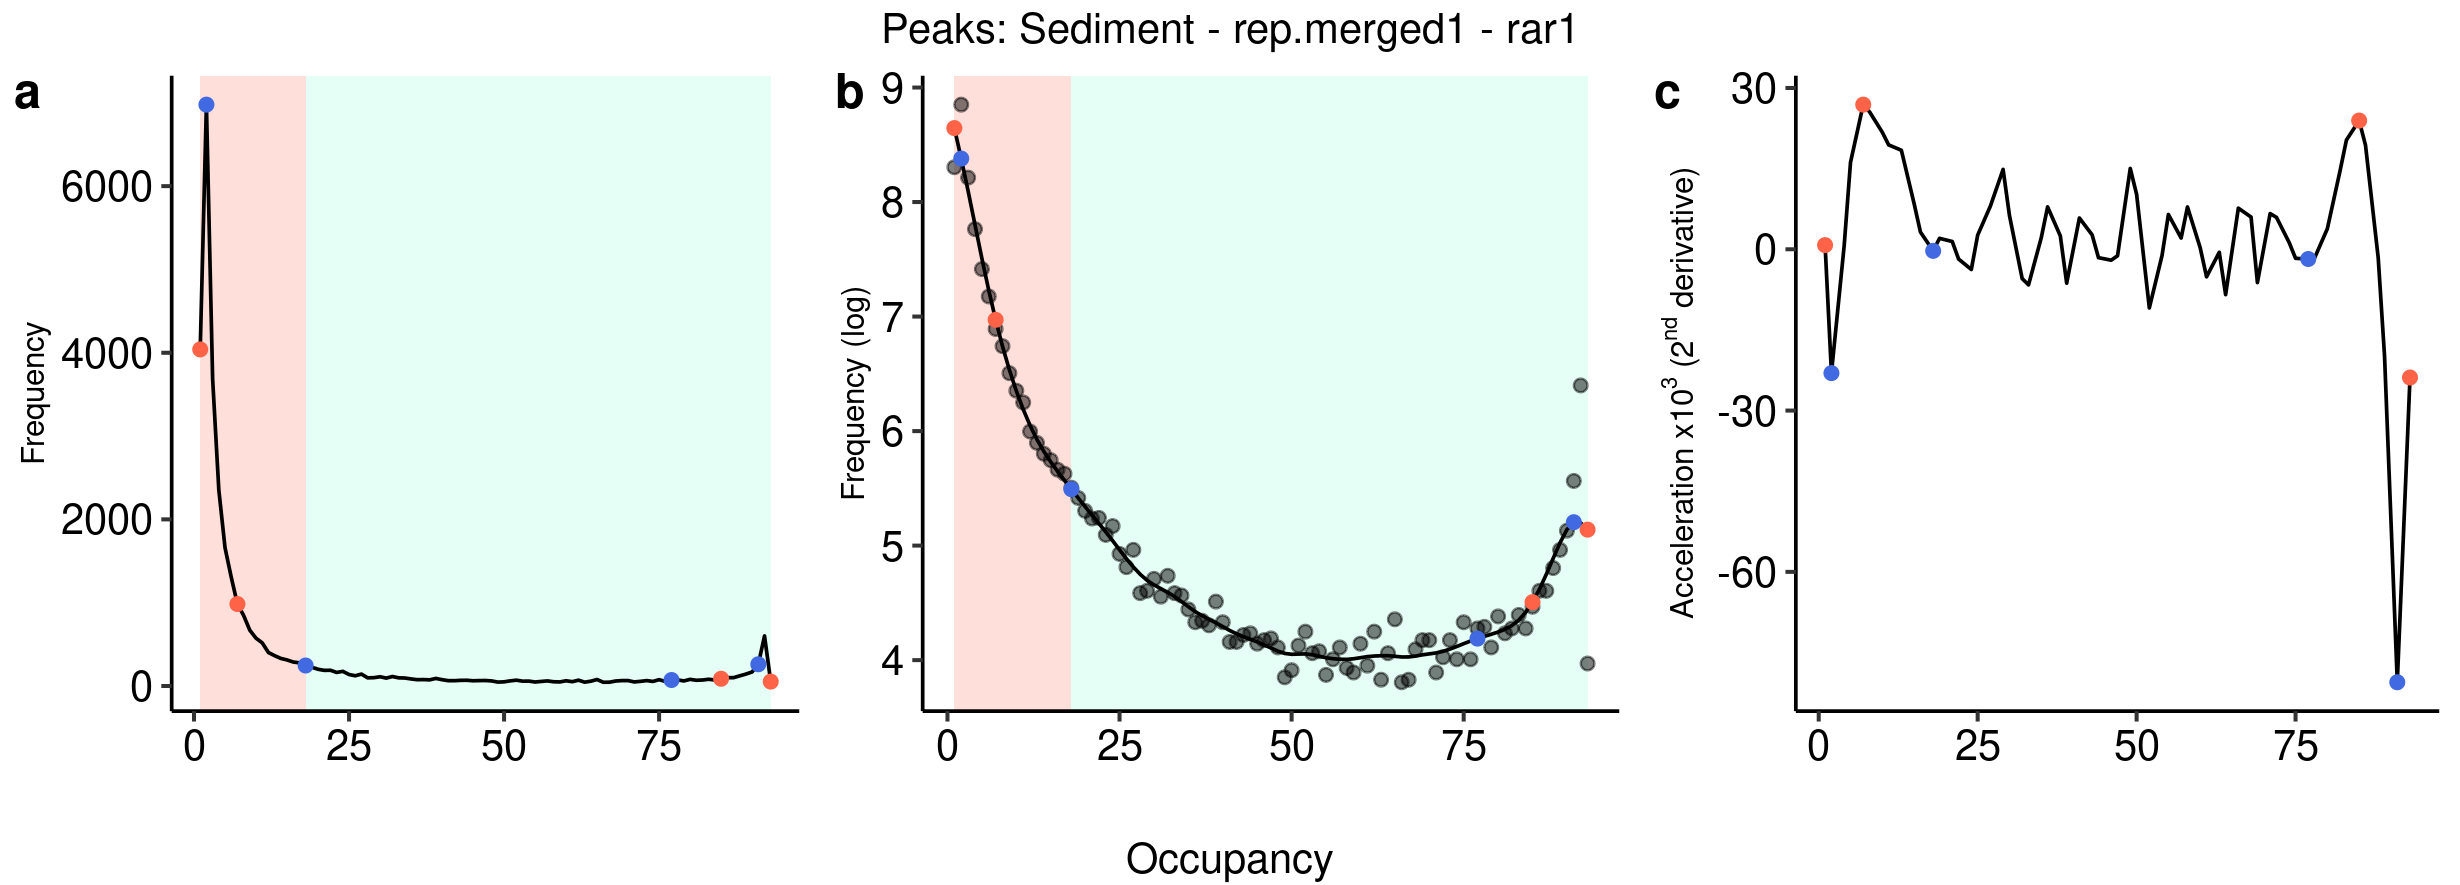 Peaks: Sediment - rep.merged1 - rar1
a
Frequency
6000
4000
2000
0
0 25 50 75
b
Frequency (log)
9
8
7
6
5
4
0 25 50 75
c
Acceleration x10³ (2ⁿᵈ derivative)
30
0
-30
-60
0 25 50 75
Occupancy